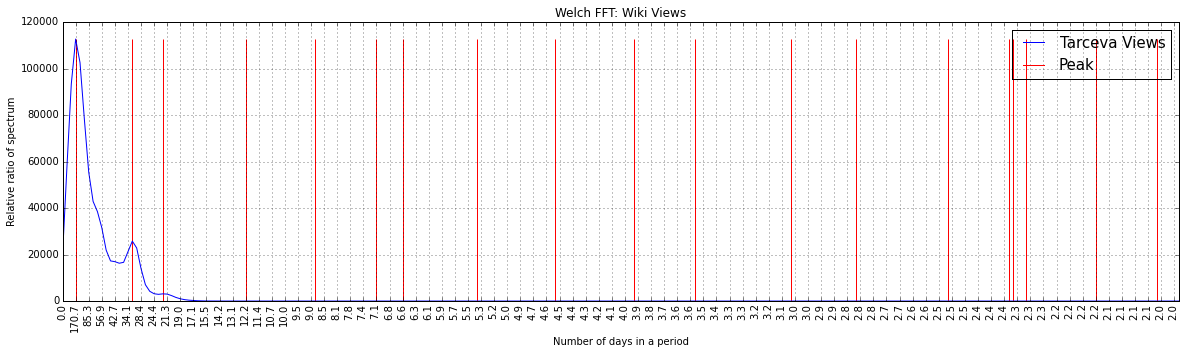 Welch FFT: Wiki Views
120000
100000
80000
60000
40000
20000
0
Relative ratio of spectrum
Tarceva Views
Peak
0.0 170.7 85.3 56.9 42.7 34.1 28.4 24.4 21.3 19.0 17.1 15.5 14.2 13.1 12.2 11.4 10.7 10.0 9.5 9.0 8.5 8.1 7.8 7.4 7.1 6.8 6.6 6.3 6.1 5.9 5.7 5.5 5.3 5.2 5.0 4.9 4.7 4.6 4.5 4.4 4.3 4.2 4.1 4.0 3.9 3.8 3.7 3.6 3.6 3.5 3.4 3.3 3.3 3.2 3.2 3.1 3.0 3.0 2.9 2.9 2.8 2.8 2.8 2.7 2.7 2.6 2.6 2.5 2.5 2.5 2.4 2.4 2.4 2.3 2.3 2.3 2.2 2.2 2.2 2.2 2.1 2.1 2.1 2.1 2.0 2.0
Number of days in a period